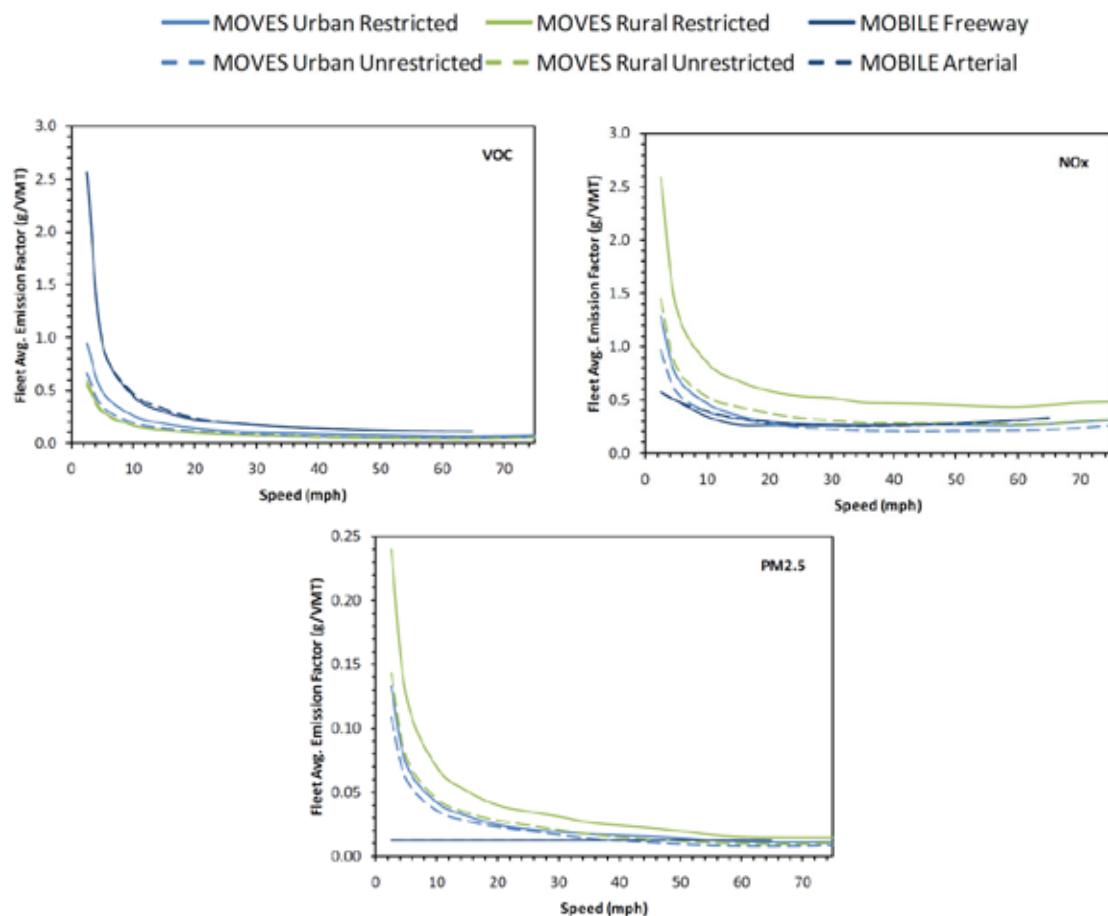 MOVES Urban Restricted MOVES Rural Restricted MOBILE Freeway
MOVES Urban Unrestricted MOVES Rural Unrestricted MOBILE Arterial
VOC
Fleet Avg. Emission Factor (g/VMT)
3.0
2.5
2.0
1.5
1.0
0.5
0.0
0 10 20 30 40 50 60 70
Speed (mph)
NOx
Fleet Avg. Emission Factor (g/VMT)
3.0
2.5
2.0
1.5
1.0
0.5
0.0
0 10 20 30 40 50 60 70
Speed (mph)
PM2.5
Fleet Avg. Emission Factor (g/VMT)
0.25
0.20
0.15
0.10
0.05
0.00
0 10 20 30 40 50 60 70
Speed (mph)